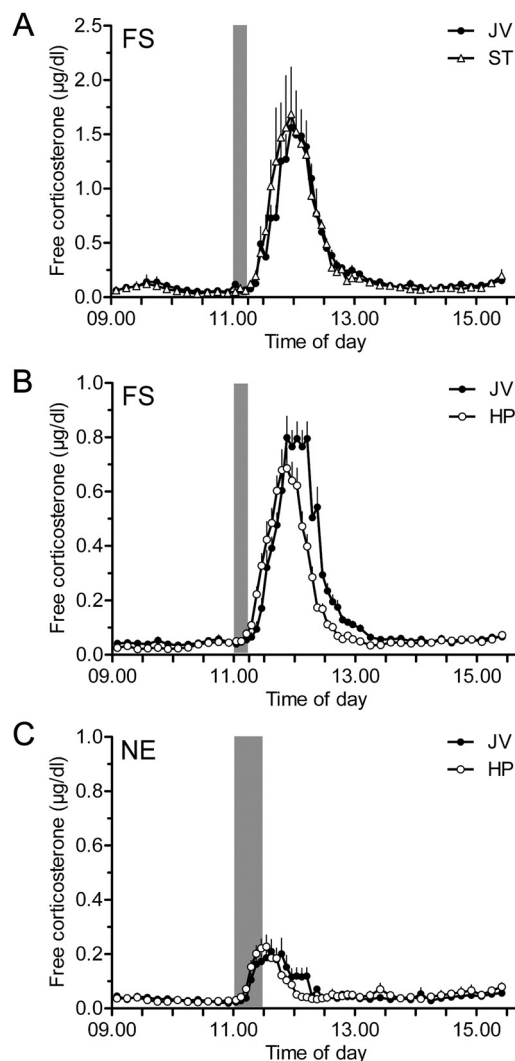 A
FS
JV
ST
Free corticosterone (µg/dl)
2.5
2.0
1.5
1.0
0.5
0.0
09.00 11.00 13.00 15.00
Time of day
B
FS
JV
HP
Free corticosterone (µg/dl)
1.0
0.8
0.6
0.4
0.2
0.0
09.00 11.00 13.00 15.00
Time of day
C
NE
JV
HP
Free corticosterone (µg/dl)
1.0
0.8
0.6
0.4
0.2
0.0
09.00 11.00 13.00 15.00
Time of day